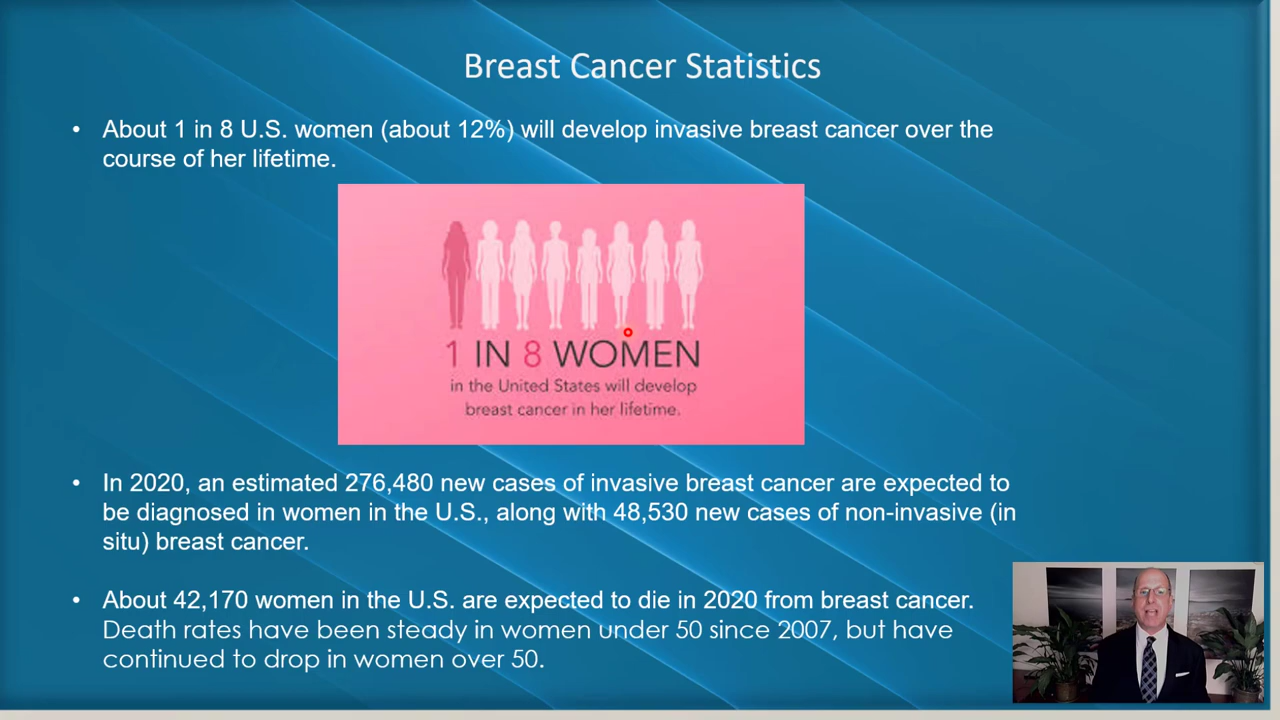 Breast Cancer Statistics
• About 1 in 8 U.S. women (about 12%) will develop invasive breast cancer over the
course of her lifetime.
1 IN 8 WOMEN
in the United States will develop
breast cancer in her lifetime.
• In 2020, an estimated 276,480 new cases of invasive breast cancer are expected to
be diagnosed in women in the U.S., along with 48,530 new cases of non-invasive (in
situ) breast cancer.
• About 42,170 women in the U.S. are expected to die in 2020 from breast cancer.
Death rates have been steady in women under 50 since 2007, but have
continued to drop in women over 50.